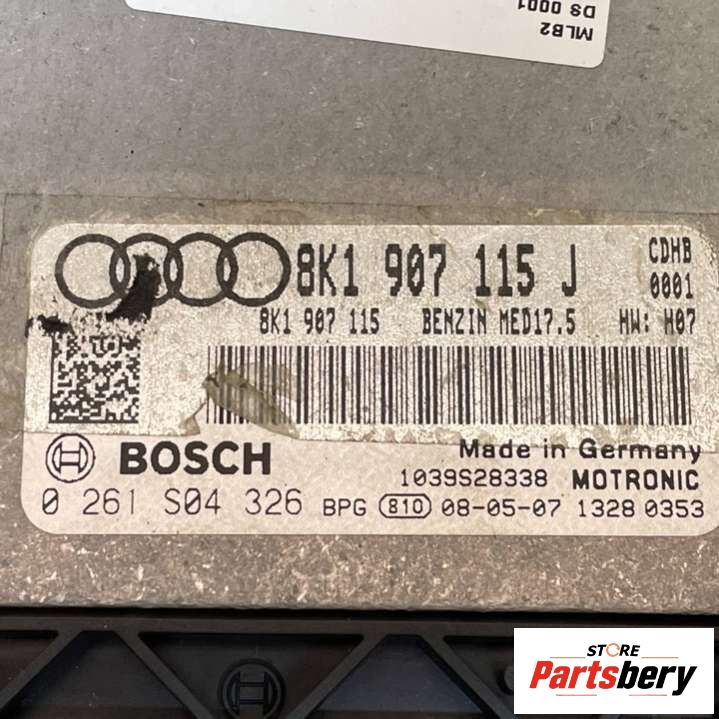 MLB2
DS 0001
8K1 907 115 J CDHB
0001
8K1 907 115 BENZIN MED17.5 HW: H07
BOSCH Made in Germany
1039S28338 MOTRONIC
0 261 S04 326 BPG 810 08-05-07 1328 0353
STORE
Partsbery